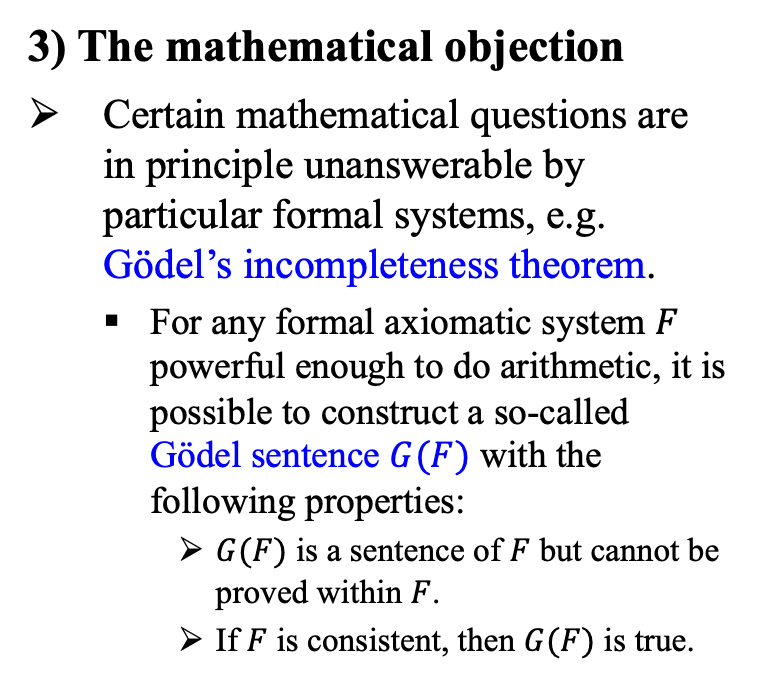 3) The mathematical objection
➢ Certain mathematical questions are
in principle unanswerable by
particular formal systems, e.g.
Gödel’s incompleteness theorem.
▪ For any formal axiomatic system F
powerful enough to do arithmetic, it is
possible to construct a so-called
Gödel sentence G(F) with the
following properties:
➢ G(F) is a sentence of F but cannot be
proved within F.
➢ If F is consistent, then G(F) is true.